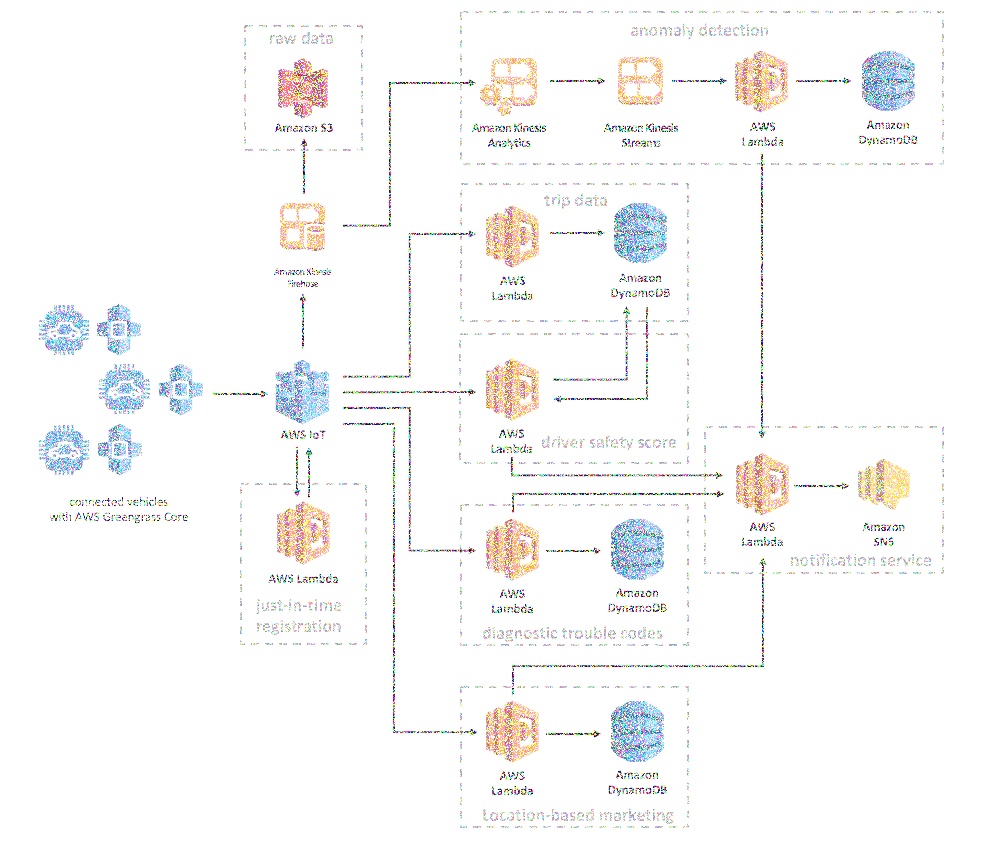 raw data
Amazon S3
anomaly detection
Amazon Kinesis
Analytics
Amazon Kinesis
Streams
AWS
Lambda
Amazon
DynamoDB
Amazon Kinesis
Firehose
trip data
AWS
Lambda
Amazon
DynamoDB
connected vehicles
with AWS Greengrass Core
AWS IoT
AWS
Lambda
driver safety score
AWS Lambda
just-in-time
registration
AWS
Lambda
Amazon
DynamoDB
diagnostic trouble codes
AWS
Lambda
Amazon
SNS
notification service
AWS
Lambda
Amazon
DynamoDB
Location-based marketing